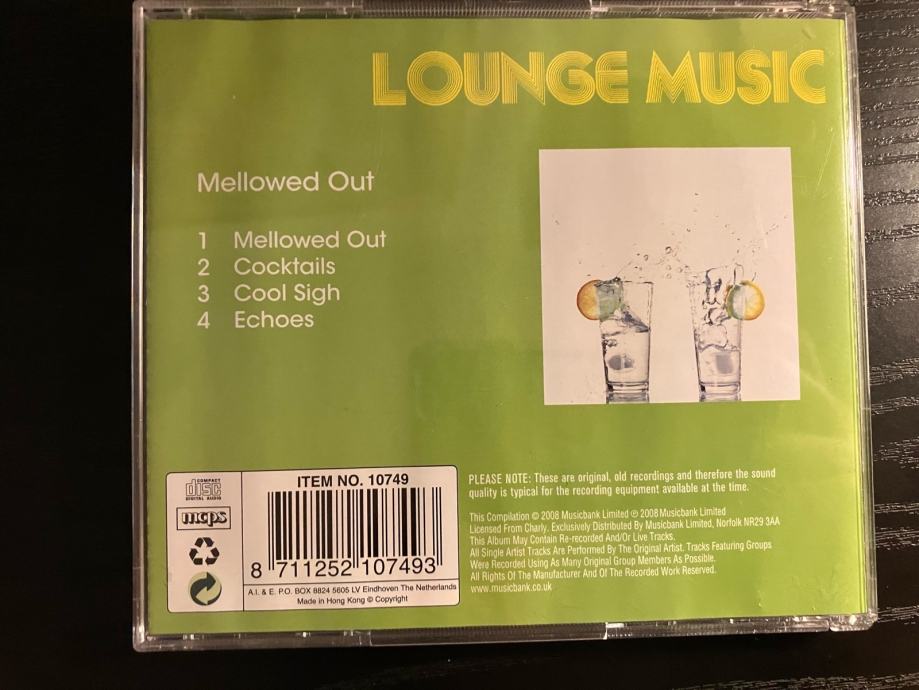 LOUNGE MUSIC
Mellowed Out
1 Mellowed Out
2 Cocktails
3 Cool Sigh
4 Echoes
COMPACT
disc
DIGITAL AUDIO
mcps
ITEM NO. 10749
8 711252 107493
A.I. & E. P.O. BOX 8824 5605 LV Eindhoven The Netherlands
Made in Hong Kong © Copyright
PLEASE NOTE: These are original, old recordings and therefore the sound
quality is typical for the recording equipment available at the time.
This Compilation © 2008 Musicbank Limited ℗ 2008 Musicbank Limited
Licensed From Charly. Exclusively Distributed By Musicbank Limited, Norfolk NR29 3AA
This Album May Contain Re-recorded And/Or Live Tracks.
All Single Artist Tracks Are Performed By The Original Artist. Tracks Featuring Groups
Were Recorded Using As Many Original Group Members As Possible.
All Rights Of The Manufacturer And Of The Recorded Work Reserved.
www.musicbank.co.uk